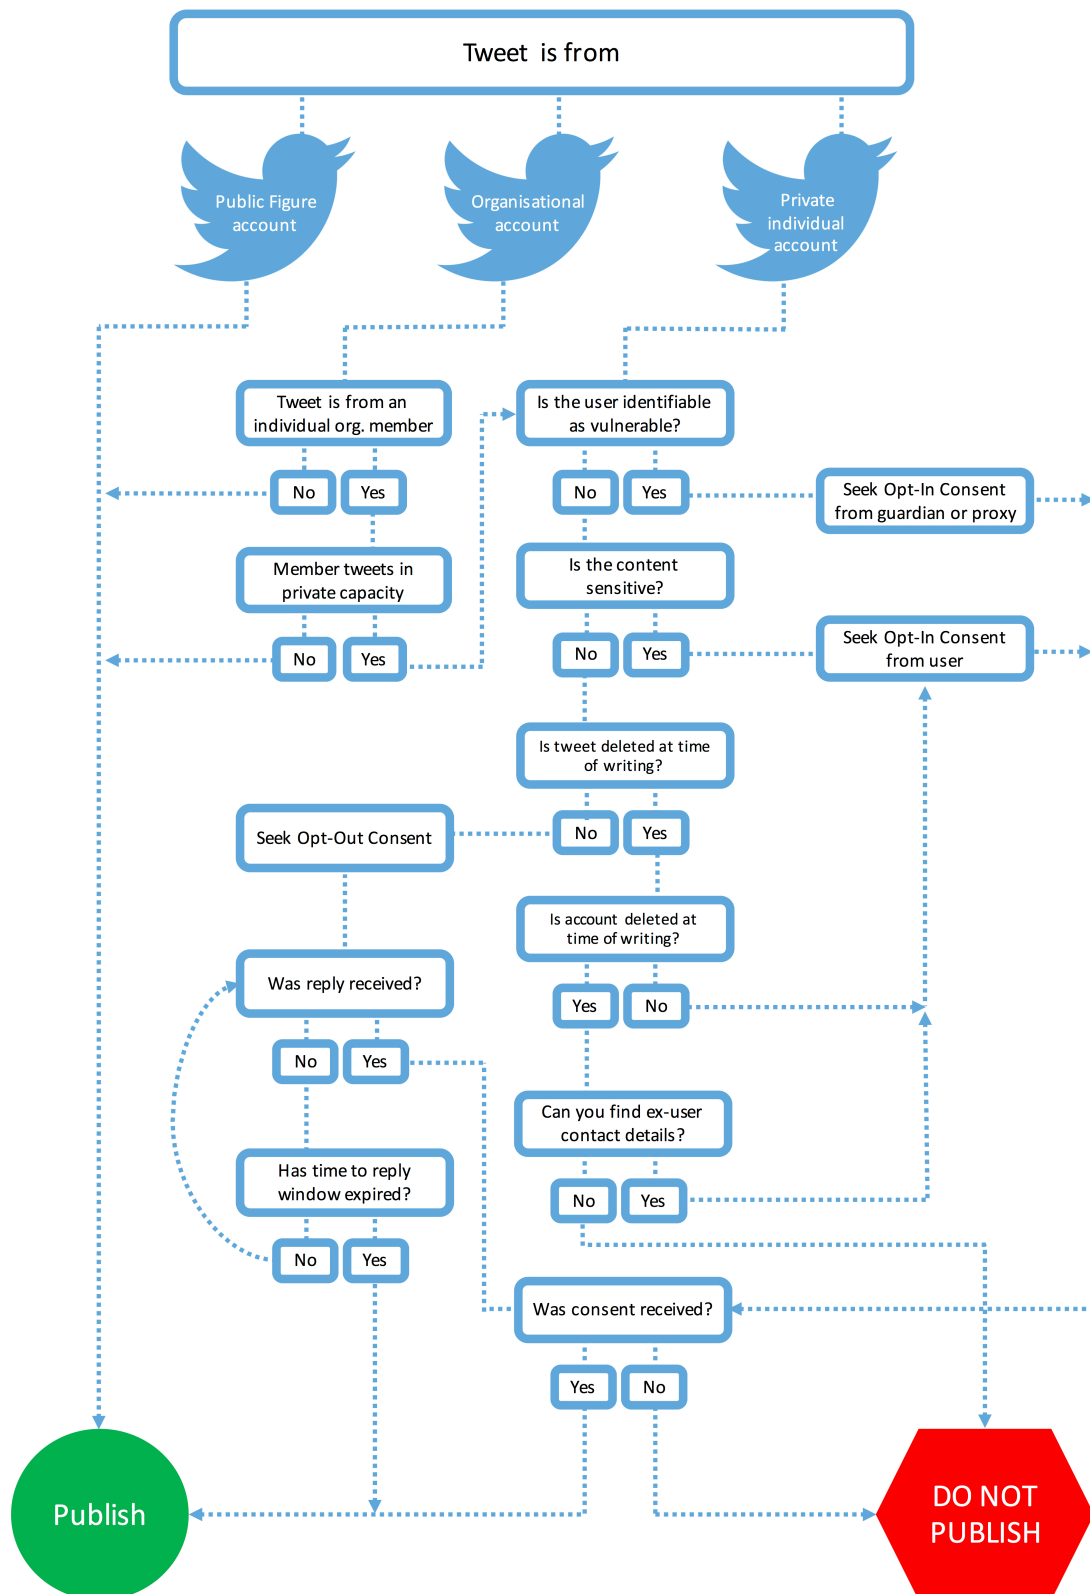 Tweet is from
Public Figure
account
Organisational
account
Private
individual
account
Tweet is from an
individual org. member
No
Yes
Is the user identifiable
as vulnerable?
No
Yes
Seek Opt-In Consent
from guardian or proxy
Member tweets in
private capacity
No
Yes
Is the content
sensitive?
No
Yes
Seek Opt-In Consent
from user
Is tweet deleted at time
of writing?
No
Yes
Seek Opt-Out Consent
Is account deleted at
time of writing?
Yes
No
Was reply received?
No
Yes
Can you find ex-user
contact details?
No
Yes
Has time to reply
window expired?
No
Yes
Was consent received?
Yes
No
Publish
DO NOT
PUBLISH